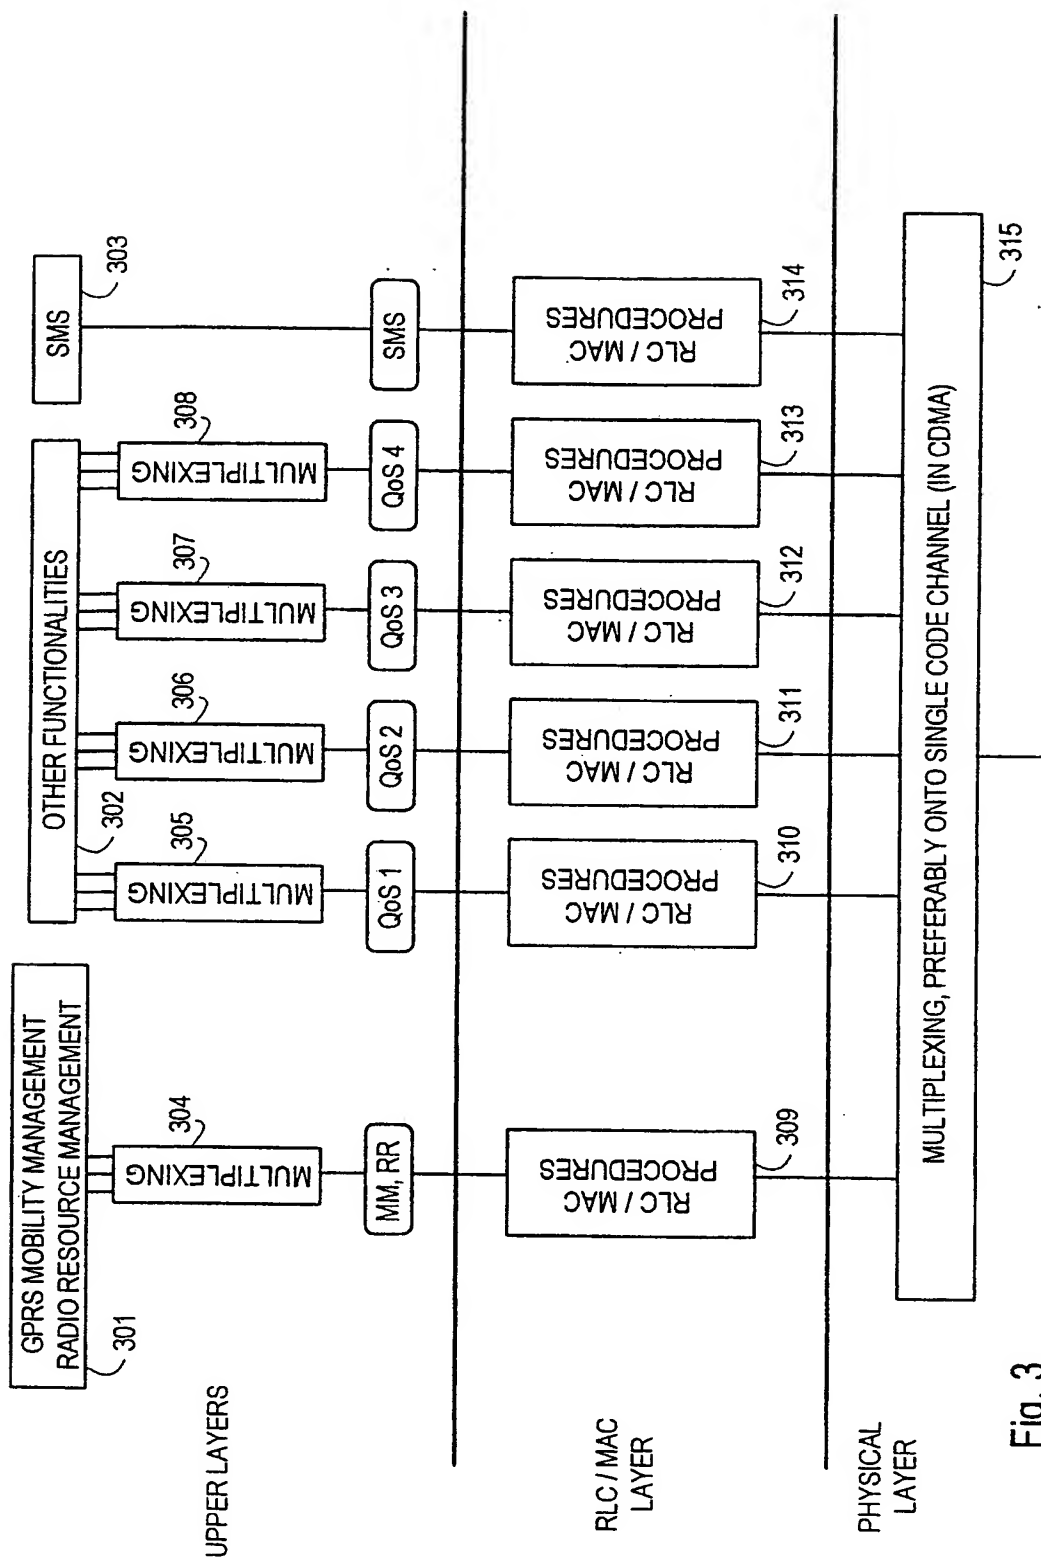 GPRS MOBILITY MANAGEMENT
RADIO RESOURCE MANAGEMENT
301
OTHER FUNCTIONALITIES
302
SMS
303
MULTIPLEXING
304
MULTIPLEXING
305
MULTIPLEXING
306
MULTIPLEXING
307
MULTIPLEXING
308
UPPER LAYERS
MM, RR
QoS 1
QoS 2
QoS 3
QoS 4
SMS
RLC / MAC
LAYER
RLC / MAC
PROCEDURES
309
RLC / MAC
PROCEDURES
310
RLC / MAC
PROCEDURES
311
RLC / MAC
PROCEDURES
312
RLC / MAC
PROCEDURES
313
RLC / MAC
PROCEDURES
314
PHYSICAL
LAYER
MULTIPLEXING, PREFERABLY ONTO SINGLE CODE CHANNEL (IN CDMA)
315
Fig. 3